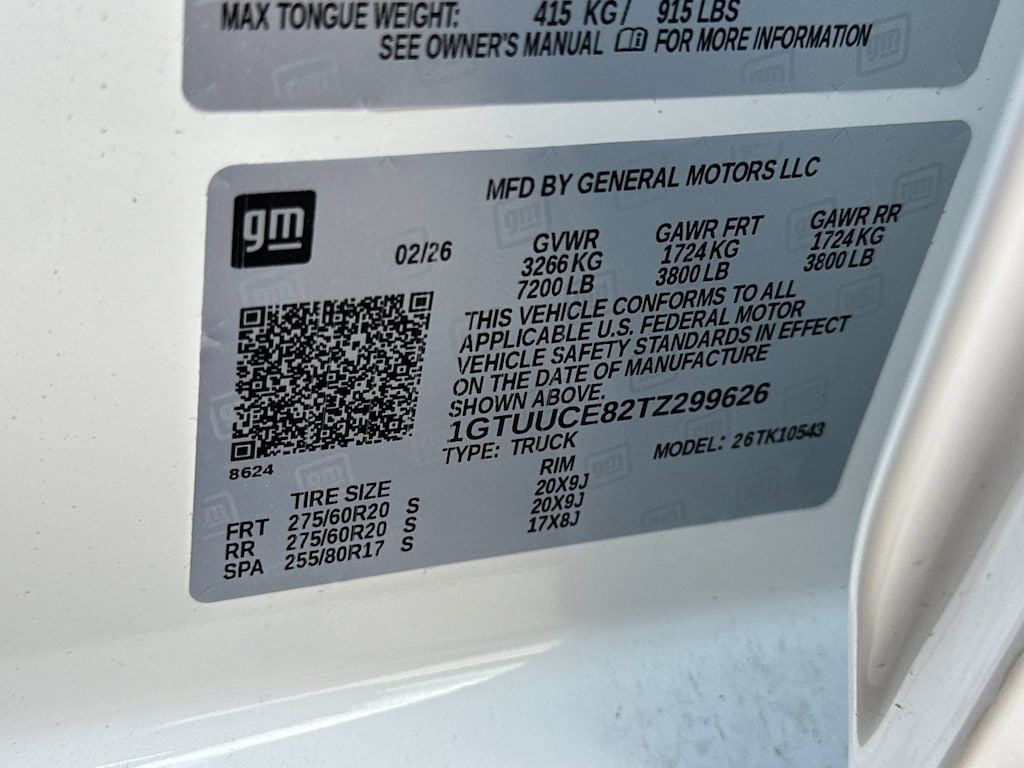 MAX TONGUE WEIGHT: 415 KG / 915 LBS
SEE OWNER'S MANUAL FOR MORE INFORMATION
gm
MFD BY GENERAL MOTORS LLC
02/26
GVWR GAWR FRT GAWR RR
3266 KG 1724 KG 1724 KG
7200 LB 3800 LB 3800 LB
THIS VEHICLE CONFORMS TO ALL
APPLICABLE U.S. FEDERAL MOTOR
VEHICLE SAFETY STANDARDS IN EFFECT
ON THE DATE OF MANUFACTURE
SHOWN ABOVE.
1GTUUCE82TZ299626
TYPE: TRUCK MODEL: 26TK10543
8624
TIRE SIZE RIM
FRT 275/60R20 S 20X9J
RR 275/60R20 S 20X9J
SPA 255/80R17 S 17X8J